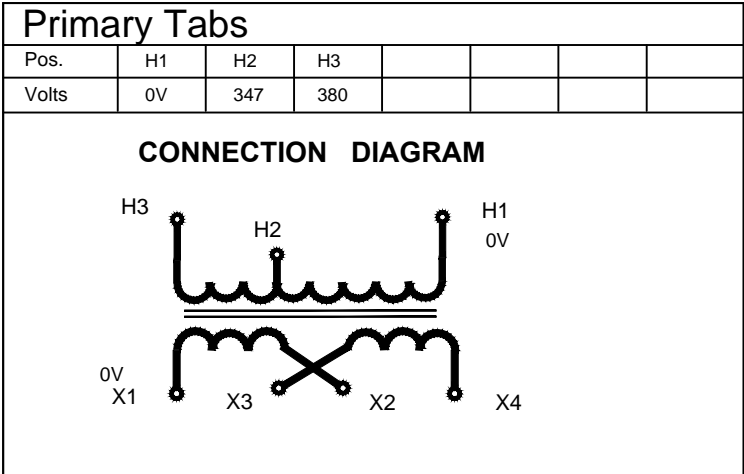 Primary Tabs
Pos. H1 H2 H3
Volts 0V 347 380
CONNECTION DIAGRAM
H3 H1
H2
0V
0V
X1 X3 X2 X4